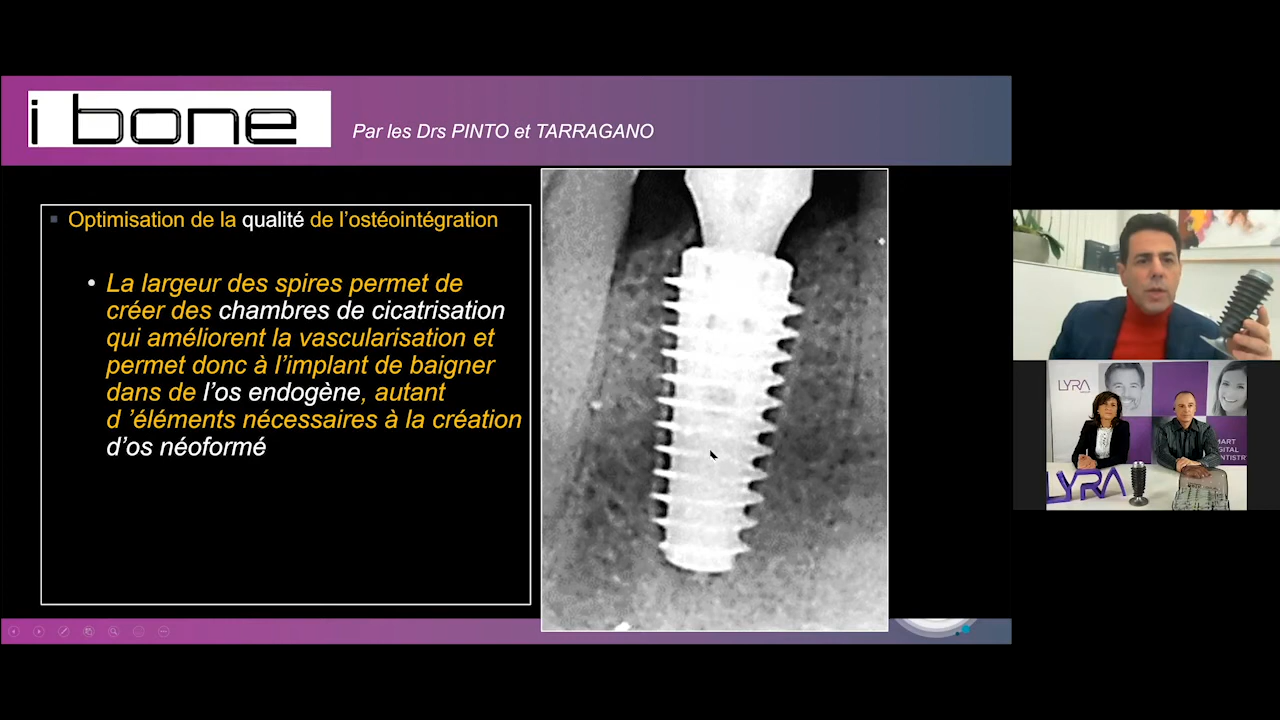 i bone
Par les Drs PINTO et TARRAGANO
Optimisation de la qualité de l’ostéointégration
• La largeur des spires permet de
créer des chambres de cicatrisation
qui améliorent la vascularisation et
permet donc à l’implant de baigner
dans de l’os endogène, autant
d ’éléments nécessaires à la création
d’os néoformé
LYRA
LYRA